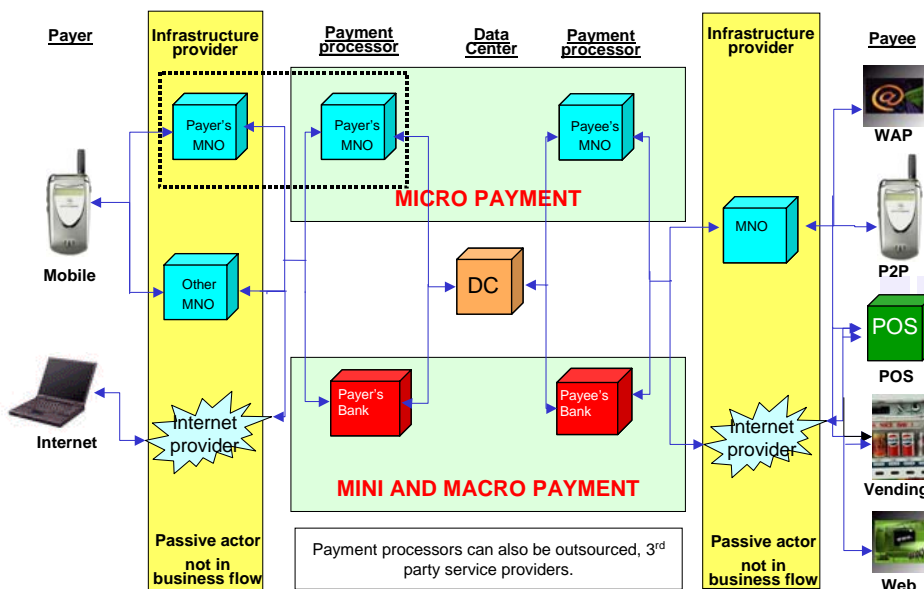 Payer
Infrastructure
provider
Payment
processor
Data
Center
Payment
processor
Infrastructure
provider
Payee
Payer's
MNO
Payer's
MNO
Payee's
MNO
WAP
MICRO PAYMENT
MNO
Mobile
Other
MNO
DC
P2P
POS
POS
Payer's
Bank
Payee's
Bank
Internet
provider
Internet
Internet
provider
Vending
MINI AND MACRO PAYMENT
Passive actor
not in
business flow
Payment processors can also be outsourced, 3rd
party service providers.
Passive actor
not in
business flow
Web